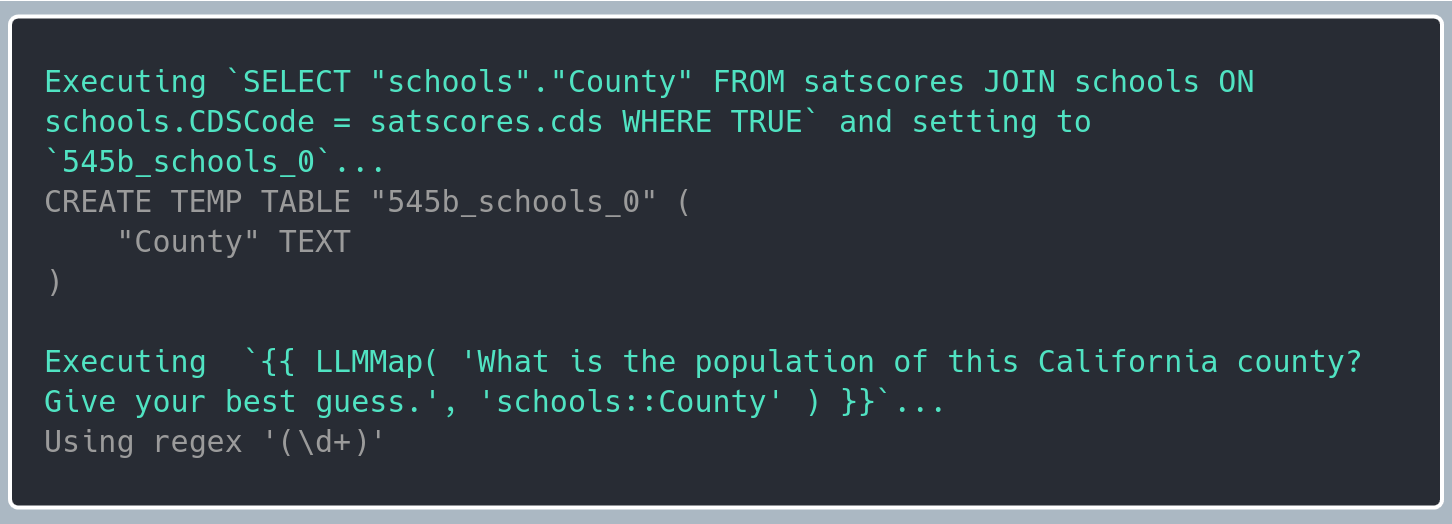 Executing `SELECT "schools"."County" FROM satscores JOIN schools ON
schools.CDSCode = satscores.cds WHERE TRUE` and setting to
`545b_schools_0`...
CREATE TEMP TABLE "545b_schools_0" (
    "County" TEXT
)

Executing  `{{ LLMMap( 'What is the population of this California county?
Give your best guess.', 'schools::County' ) }}`...
Using regex '(\d+)'